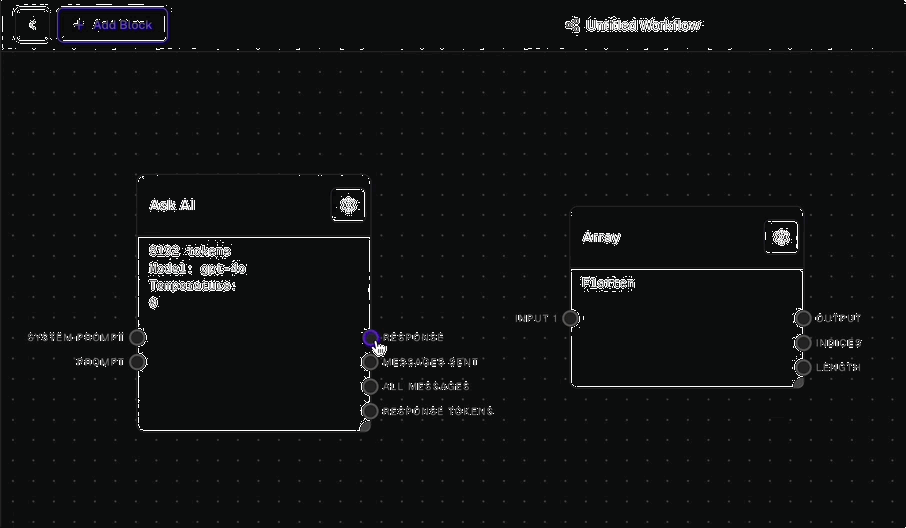 + Add Block
Untitled Workflow
Ask AI
8192 tokens
Model: gpt-4o
Temperature:
0
SYSTEM PROMPT
PROMPT
RESPONSE
MESSAGES SENT
ALL MESSAGES
RESPONSE TOKENS
Array
Flatten
INPUT 1
OUTPUT
INDICES
LENGTH